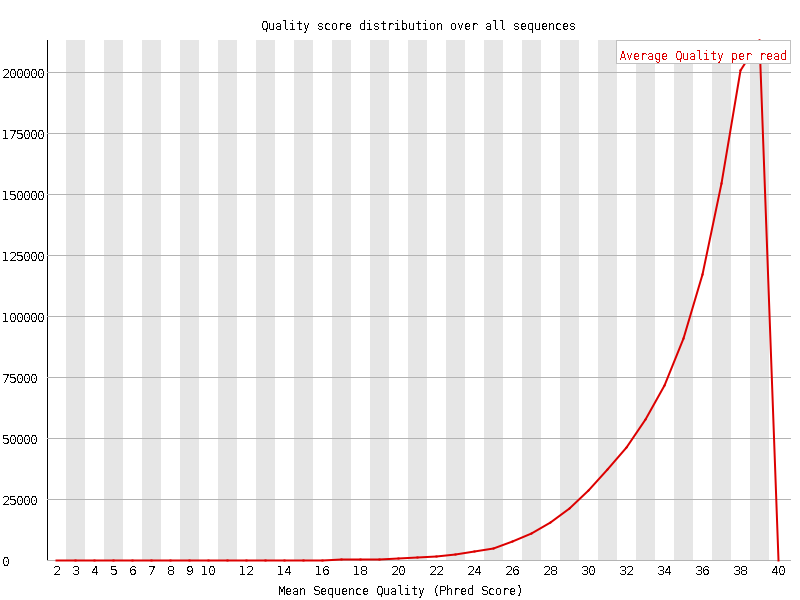 Quality score distribution over all sequences
Average Quality per read
200000
175000
150000
125000
100000
75000
50000
25000
0
2 3 4 5 6 7 8 9 10 12 14 16 18 20 22 24 26 28 30 32 34 36 38 40
Mean Sequence Quality (Phred Score)